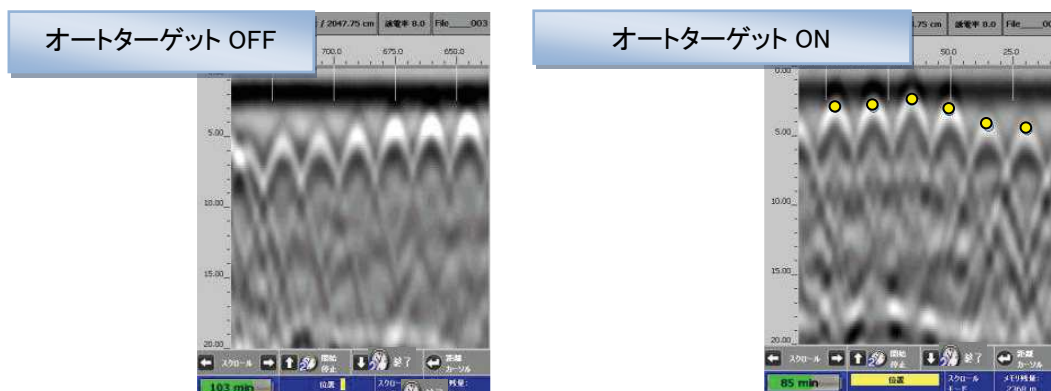 オートターゲット OFF
/ 2047.75 cm 誘電率 8.0 File___003
700.0 675.0 650.0
5.00
10.00
15.00
20.00
スクロール 開始 停止 終了 距離 カーソル
103 min 位置 スクロー 残量:
オートターゲット ON
.75 cm 誘電率 8.0 File___00
50.0 25.0
0.00
5.00
10.00
15.00
20.00
スクロール 開始 停止 終了 距離 カーソル
85 min 位置 スクロール モード メモリ残量: